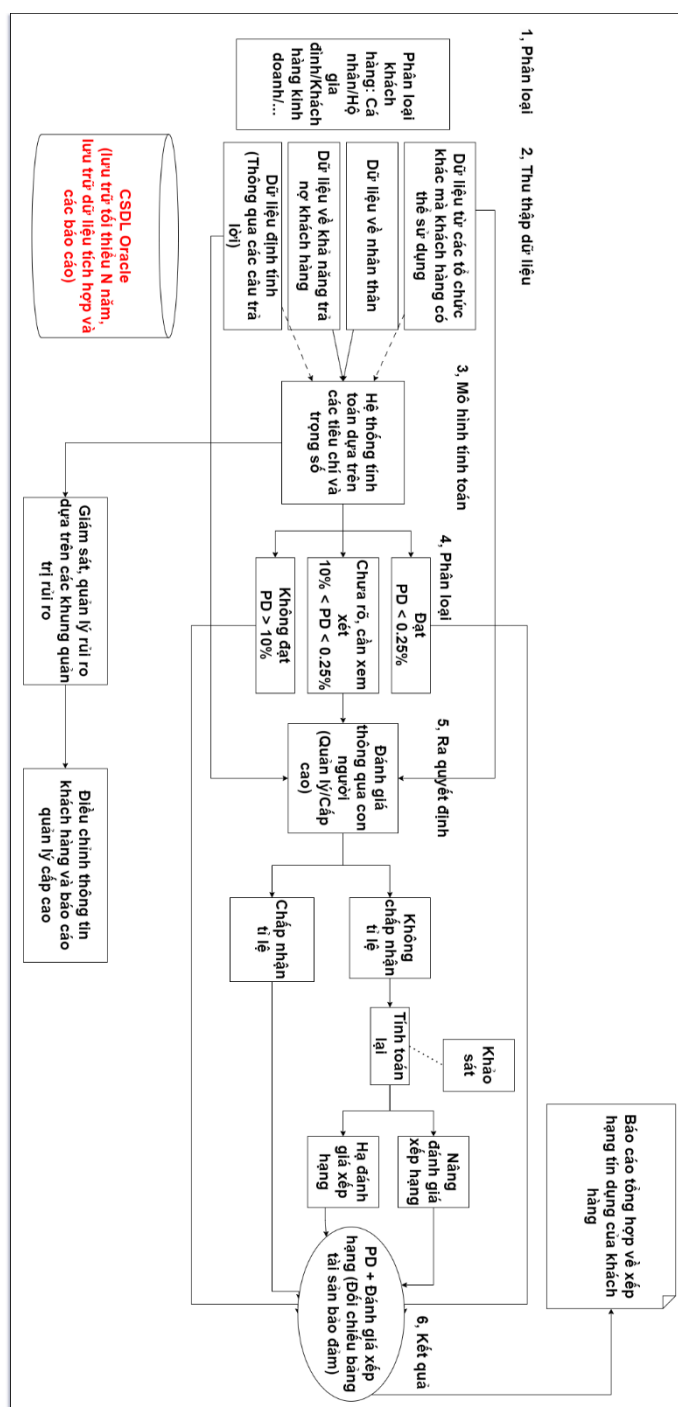 1, Phân loại
Phân loại
khách
hàng: Cá
nhân/Hộ
gia
đình/Khách
hàng kinh
doanh/...
2, Thu thập dữ liệu
Dữ liệu từ các tổ chức
khác mà khách hàng có
thể sử dụng
Dữ liệu về nhân thân
Dữ liệu về khả năng trả
nợ khách hàng
Dữ liệu định tính
(Thông qua các câu trả
lời)
CSDL Oracle
(lưu trữ tối thiểu N năm,
lưu trữ dữ liệu tích hợp và
các báo cáo)
3, Mô hình tính toán
Hệ thống tính
toán dựa trên
các tiêu chí và
trọng số
4, Phân loại
Đạt
PD < 0.25%
Chưa rõ, cần xem
xét
10% < PD < 0.25%
Không đạt
PD > 10%
Giám sát, quản lý rủi ro
dựa trên các khung quản
trị rủi ro
5, Ra quyết định
Đánh giá
thông qua con
người
(Quản lý/Cấp
cao)
Điều chỉnh thông tin
khách hàng và báo cáo
quản lý cấp cao
Không
chấp nhận
tỉ lệ
Chấp nhận
tỉ lệ
Tính toán
lại
Khảo
sát
Nâng
đánh giá
xếp hạng
Hạ đánh
giá xếp
hạng
6, Kết quả
PD + Đánh giá xếp
hạng (Đối chiếu bảng
tài sản bảo đảm)
Báo cáo tổng hợp về xếp
hạng tín dụng của khách
hàng